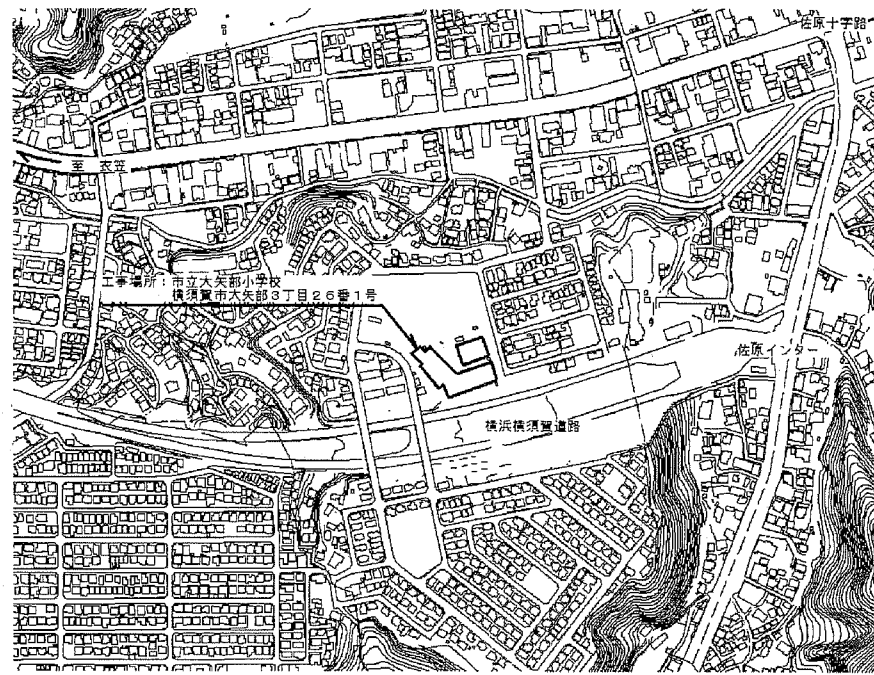 佐原十字路
至 衣笠
工事場所：市立大矢部小学校
横須賀市大矢部3丁目26番1号
佐原インター
横浜横須賀道路